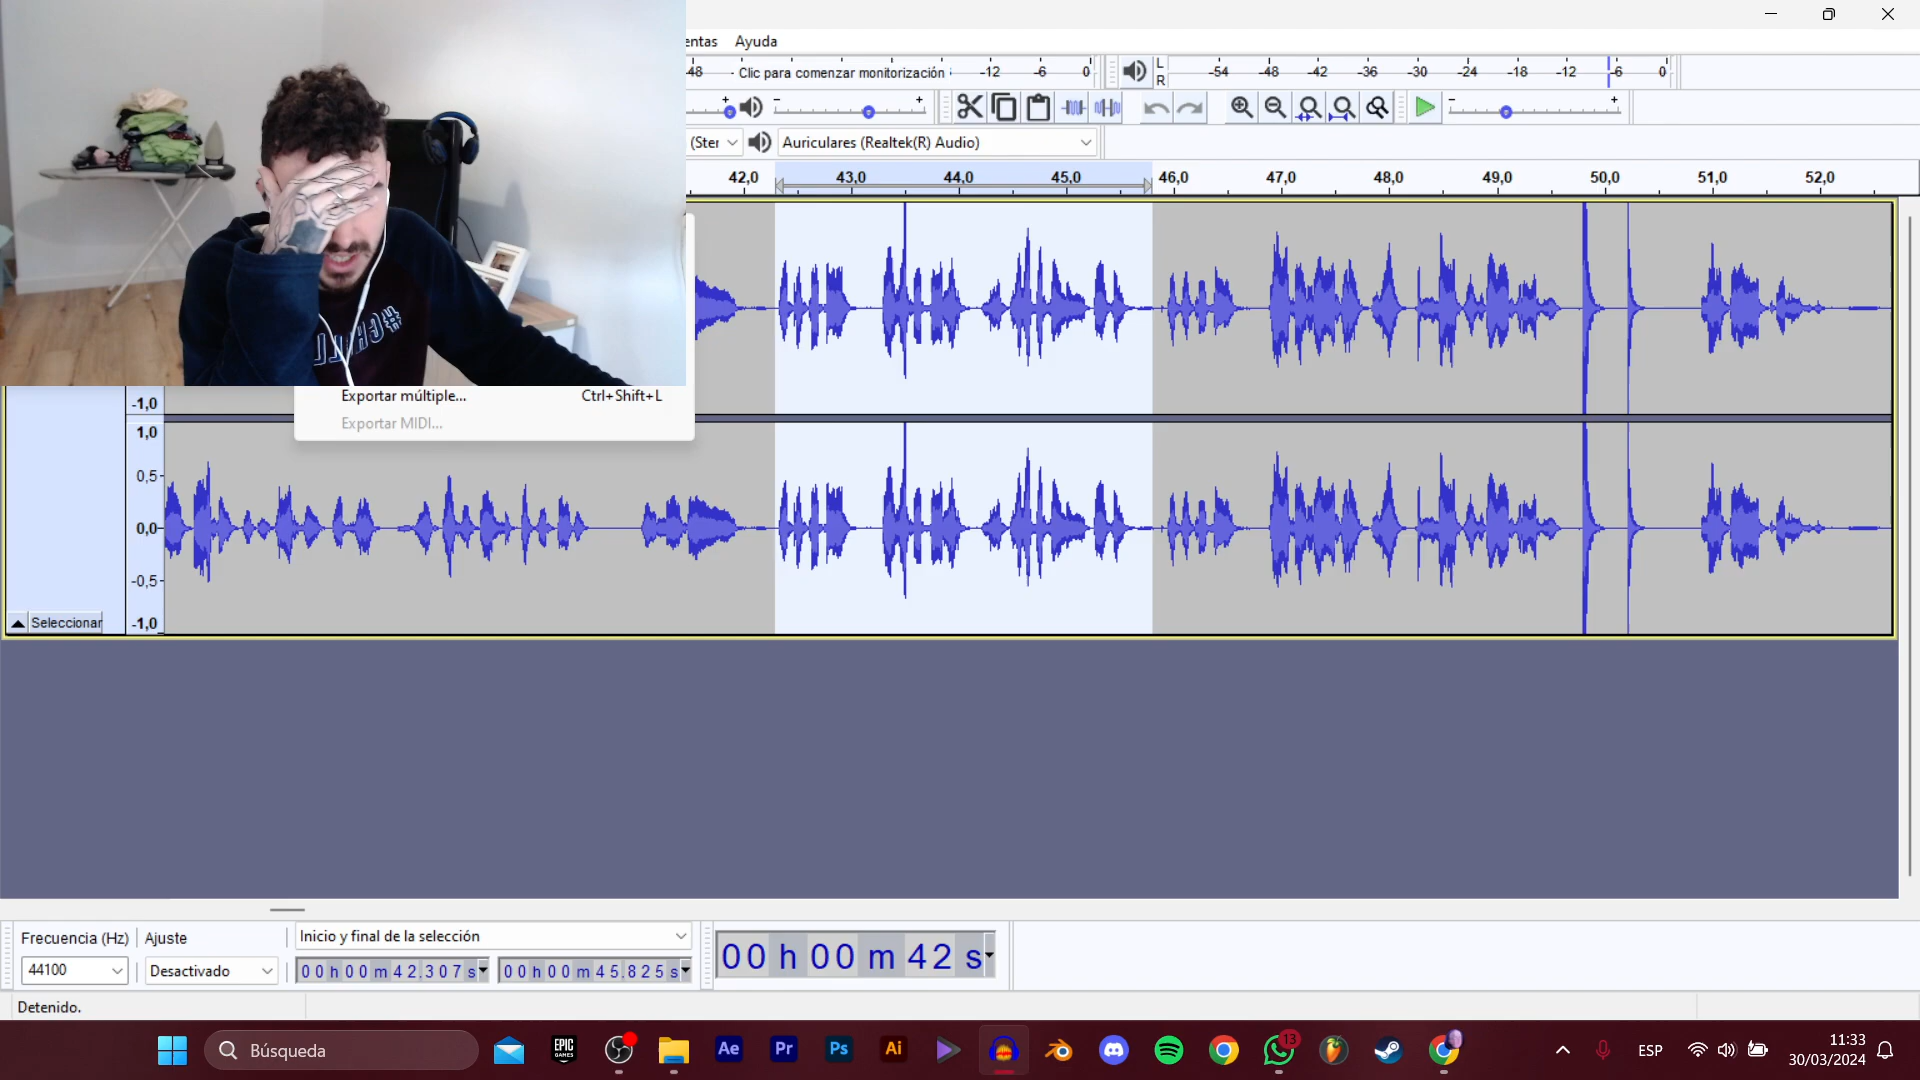 entas Ayuda
-48 Clic para comenzar monitorización -12 -6 0
L
R
-54 -48 -42 -36 -30 -24 -18 -12 -6 0
- + - +
(Ster Auriculares (Realtek(R) Audio)
42,0 43,0 44,0 45,0 46,0 47,0 48,0 49,0 50,0 51,0 52,0
Exportar múltiple... Ctrl+Shift+L
Exportar MIDI...
-1,0
1,0
0,5
0,0
-0,5
-1,0
Seleccionar
Frecuencia (Hz) Ajuste
Inicio y final de la selección
44100 Desactivado
00 h 00 m 42.307 s
00 h 00 m 45.825 s
00 h 00 m 42 s
Detenido.
Búsqueda
EPIC
GAMES
Ae Pr Ps Ai
13
ESP
11:33
30/03/2024